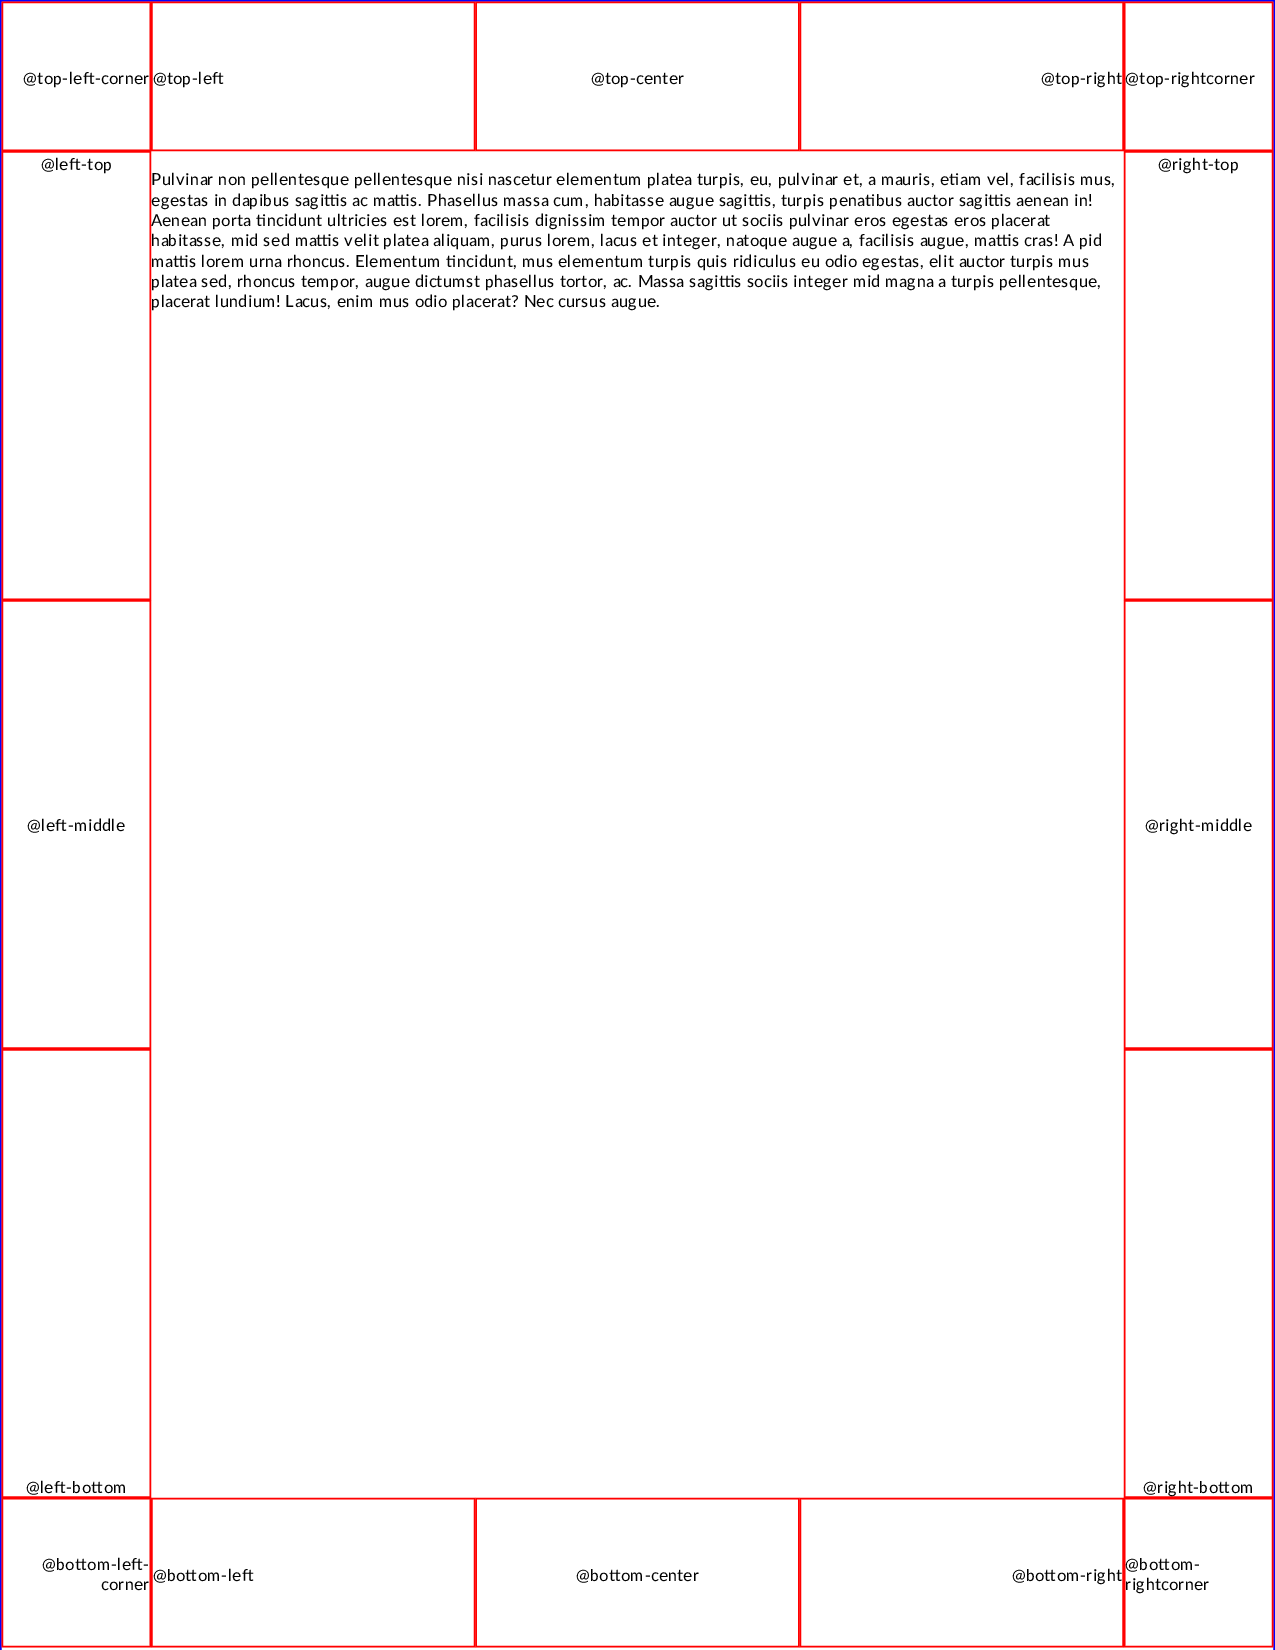 @top-left-corner @top-left @top-center @top-right @top-rightcorner
@left-top @right-top
Pulvinar non pellentesque pellentesque nisi nascetur elementum platea turpis, eu, pulvinar et, a mauris, etiam vel, facilisis mus,
egestas in dapibus sagittis ac mattis. Phasellus massa cum, habitasse augue sagittis, turpis penatibus auctor sagittis aenean in!
Aenean porta tincidunt ultricies est lorem, facilisis dignissim tempor auctor ut sociis pulvinar eros egestas eros placerat
habitasse, mid sed mattis velit platea aliquam, purus lorem, lacus et integer, natoque augue a, facilisis augue, mattis cras! A pid
mattis lorem urna rhoncus. Elementum tincidunt, mus elementum turpis quis ridiculus eu odio egestas, elit auctor turpis mus
platea sed, rhoncus tempor, augue dictumst phasellus tortor, ac. Massa sagittis sociis integer mid magna a turpis pellentesque,
placerat lundium! Lacus, enim mus odio placerat? Nec cursus augue.
@left-middle @right-middle
@left-bottom @right-bottom
@bottom-left-
corner
@bottom-left @bottom-center @bottom-right
@bottom-
rightcorner